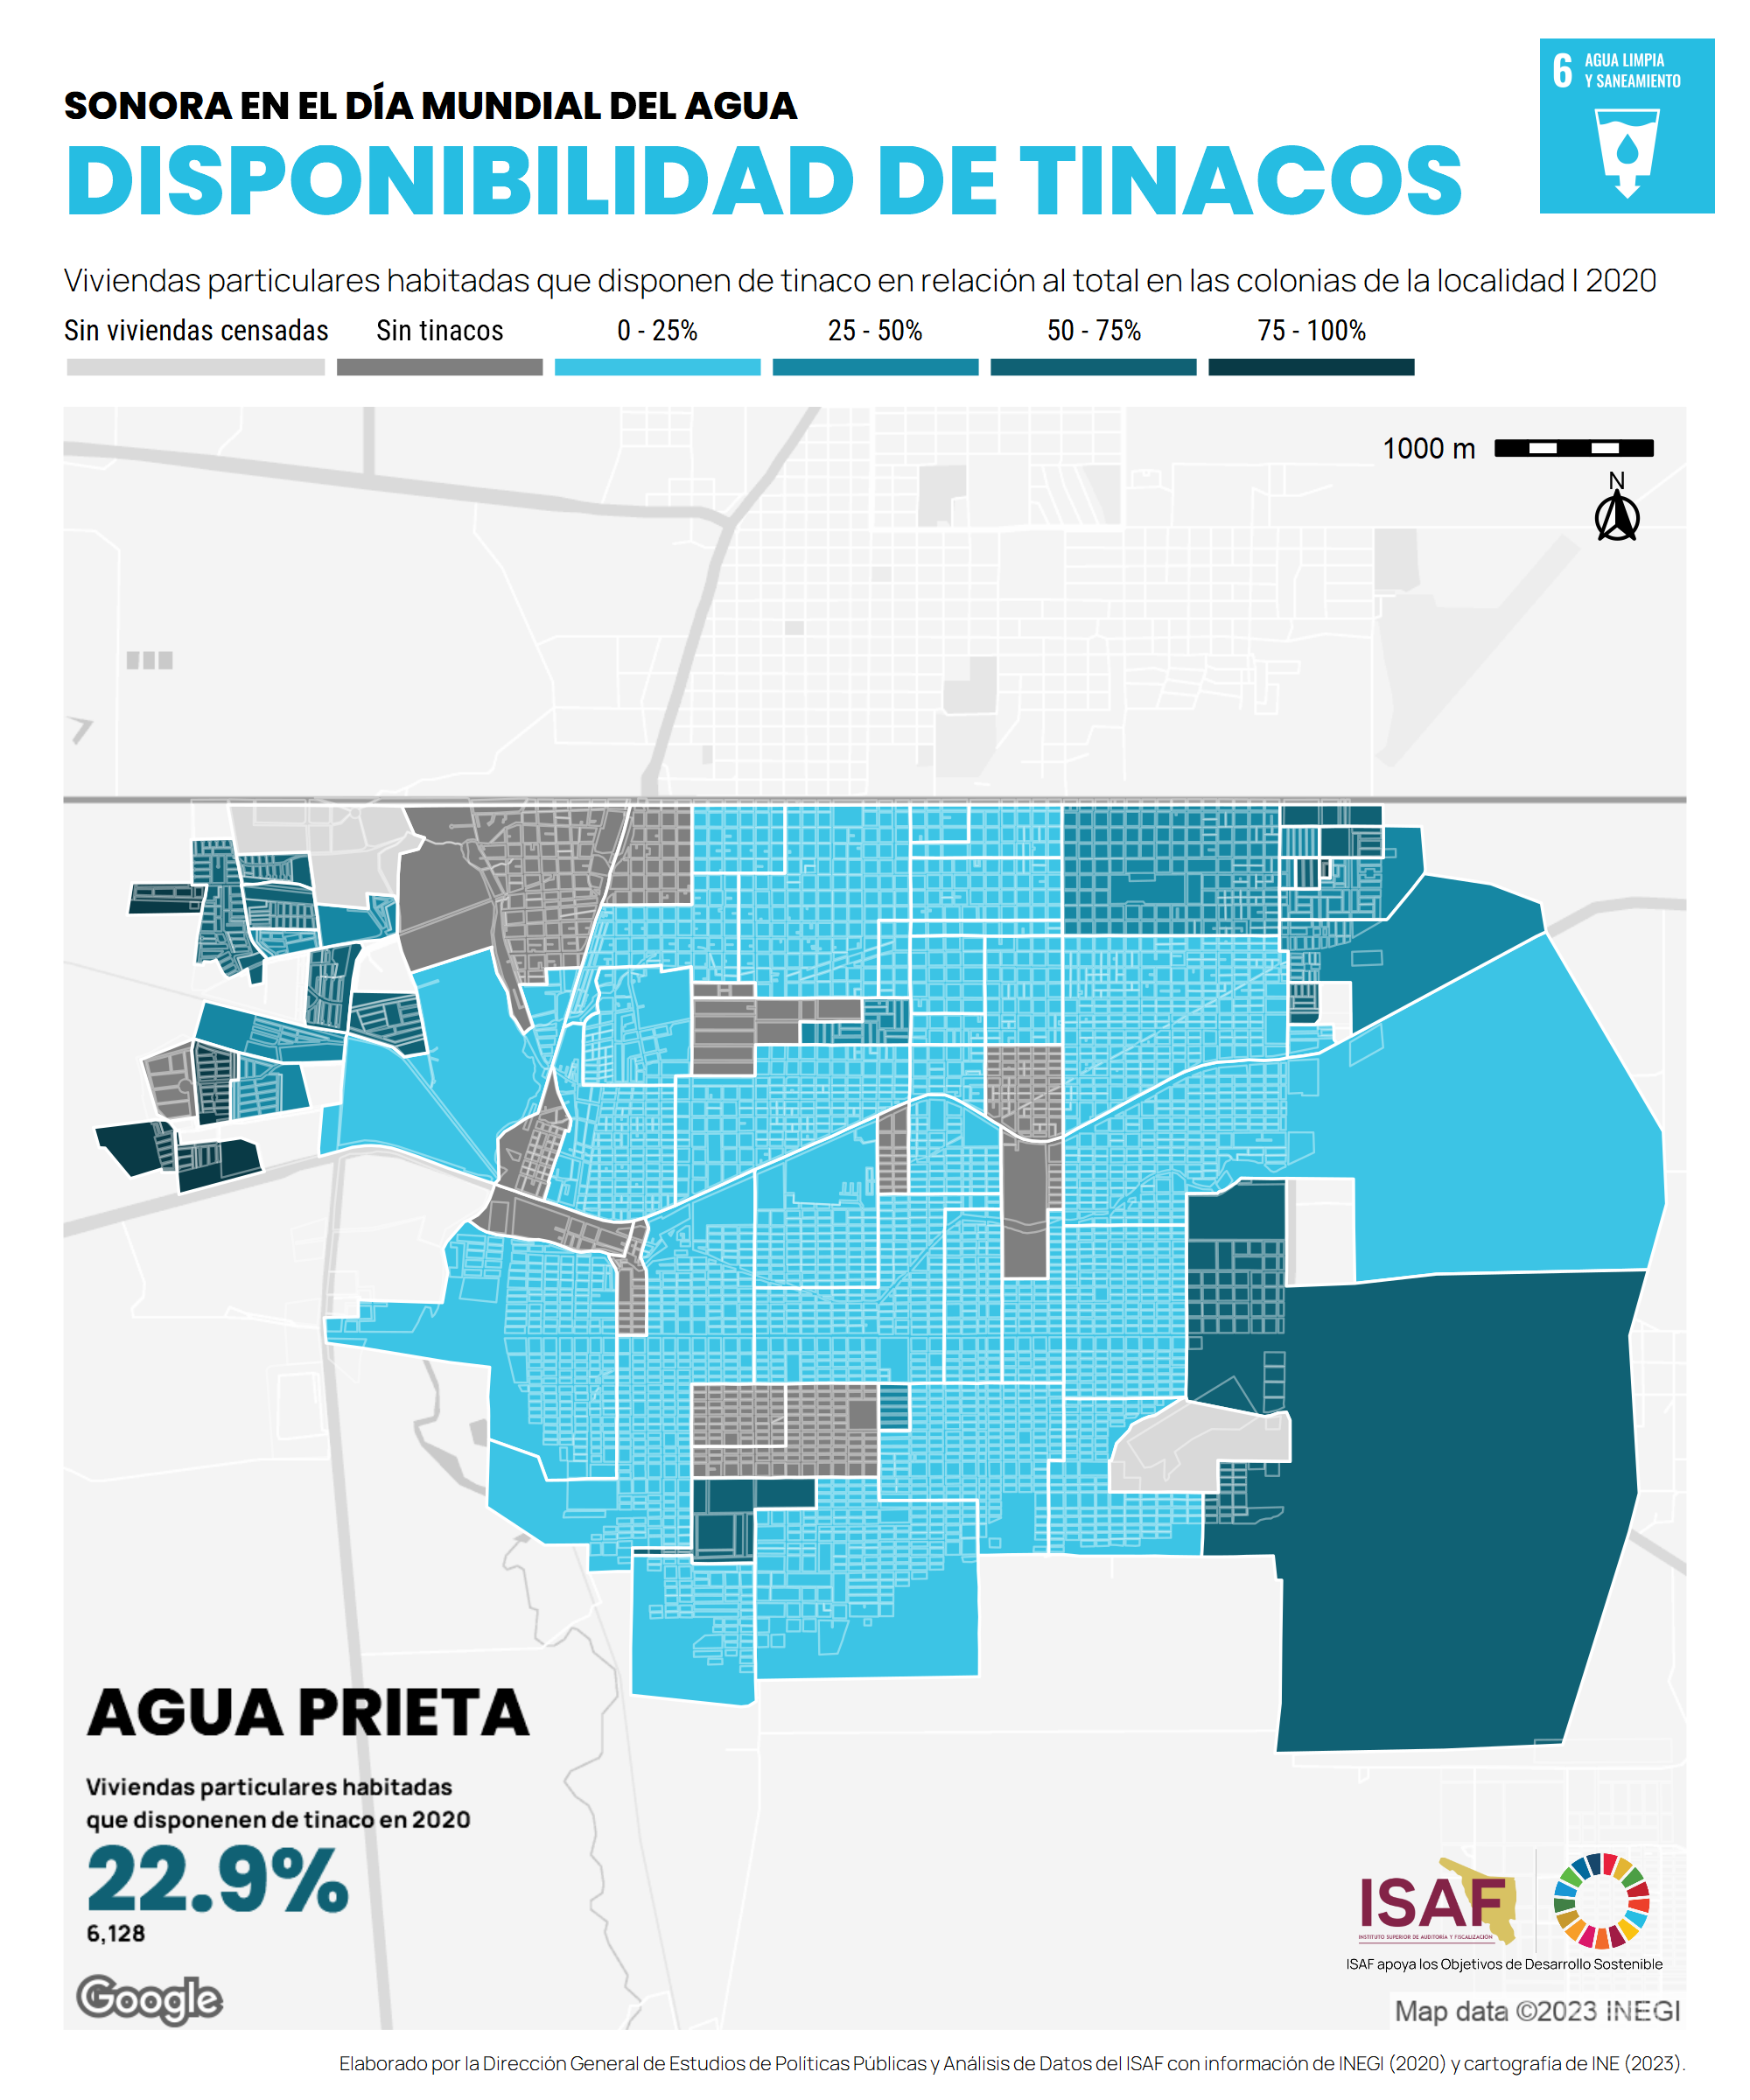 6 AGUA LIMPIA
Y SANEAMIENTO
SONORA EN EL DÍA MUNDIAL DEL AGUA
DISPONIBILIDAD DE TINACOS
Viviendas particulares habitadas que disponen de tinaco en relación al total en las colonias de la localidad | 2020
Sin viviendas censadas Sin tinacos 0 - 25% 25 - 50% 50 - 75% 75 - 100%
1000 m
N
AGUA PRIETA
Viviendas particulares habitadas
que disponenen de tinaco en 2020
22.9%
6,128
ISAF
INSTITUTO SUPERIOR DE AUDITORÍA Y FISCALIZACIÓN
ISAF apoya los Objetivos de Desarrollo Sostenible
Google
Map data ©2023 INEGI
Elaborado por la Dirección General de Estudios de Políticas Públicas y Análisis de Datos del ISAF con información de INEGI (2020) y cartografía de INE (2023).